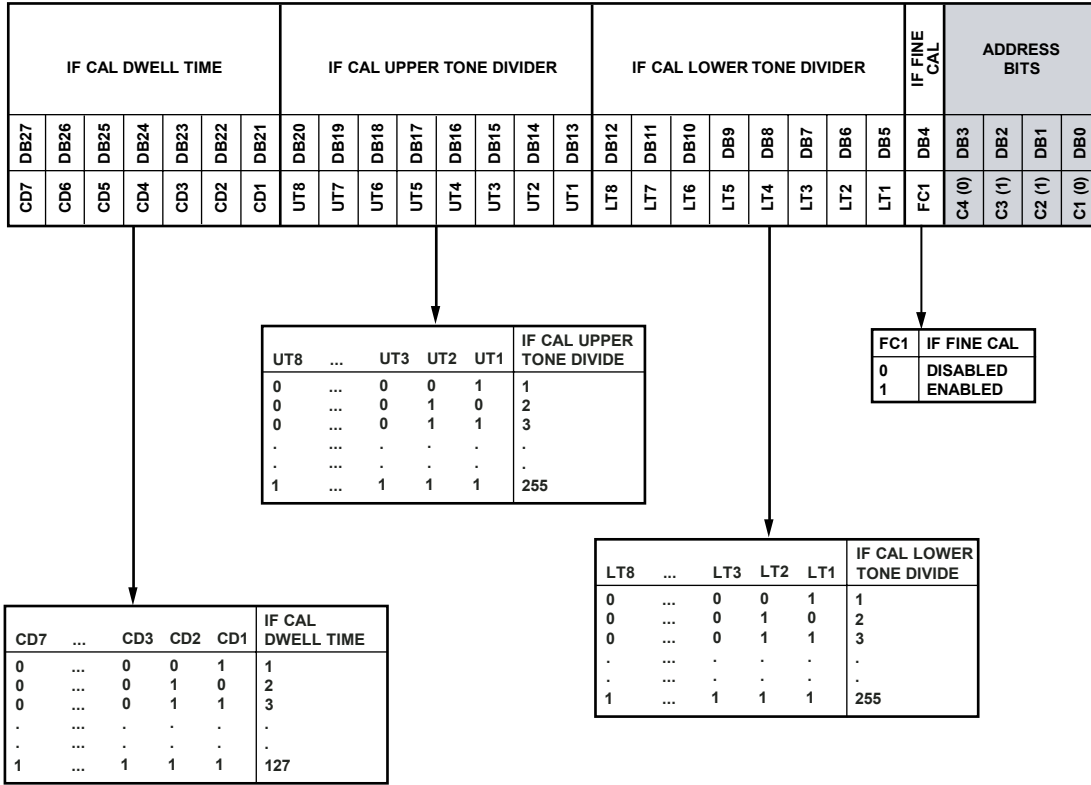 IF CAL DWELL TIME
IF CAL UPPER TONE DIVIDER
IF CAL LOWER TONE DIVIDER
IF FINE
CAL
ADDRESS
BITS
DB27 DB26 DB25 DB24 DB23 DB22 DB21 DB20 DB19 DB18 DB17 DB16 DB15 DB14 DB13 DB12 DB11 DB10 DB9 DB8 DB7 DB6 DB5 DB4 DB3 DB2 DB1 DB0
CD7 CD6 CD5 CD4 CD3 CD2 CD1 UT8 UT7 UT6 UT5 UT4 UT3 UT2 UT1 LT8 LT7 LT6 LT5 LT4 LT3 LT2 LT1 FC1 C4 (0) C3 (1) C2 (1) C1 (0)
UT8 ... UT3 UT2 UT1 IF CAL UPPER
TONE DIVIDE
0 ... 0 0 1 1
0 ... 0 1 0 2
0 ... 0 1 1 3
. ... . . . .
. ... . . . .
1 ... 1 1 1 255
FC1 IF FINE CAL
0 DISABLED
1 ENABLED
LT8 ... LT3 LT2 LT1 IF CAL LOWER
TONE DIVIDE
0 ... 0 0 1 1
0 ... 0 1 0 2
0 ... 0 1 1 3
. ... . . . .
. ... . . . .
1 ... 1 1 1 255
CD7 ... CD3 CD2 CD1 IF CAL
DWELL TIME
0 ... 0 0 1 1
0 ... 0 1 0 2
0 ... 0 1 1 3
. ... . . . .
. ... . . . .
1 ... 1 1 1 127